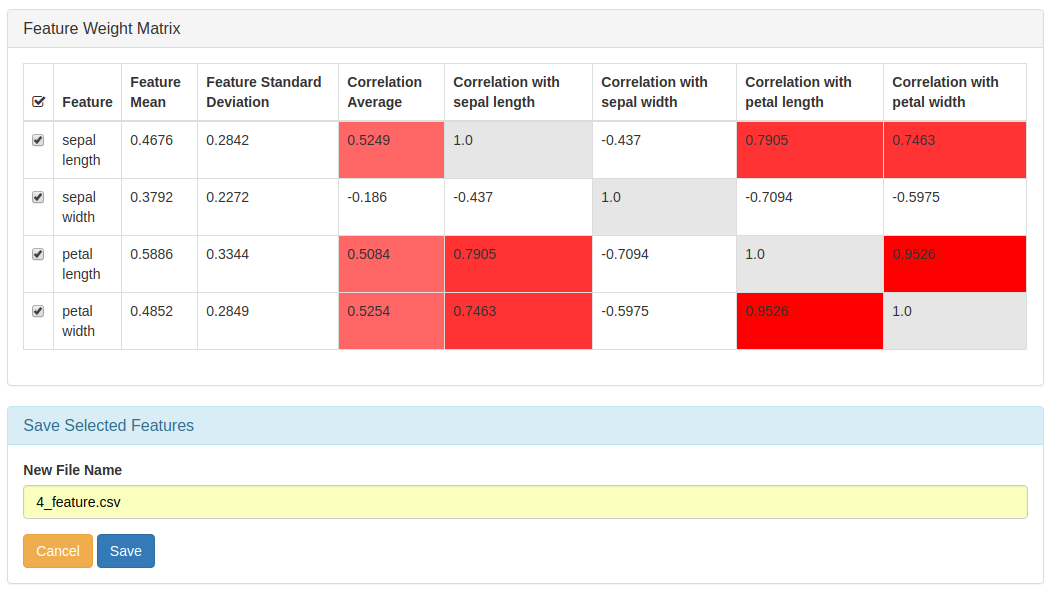 Feature Weight Matrix
Feature Feature Mean Feature Standard Deviation Correlation Average Correlation with sepal length Correlation with sepal width Correlation with petal length Correlation with petal width
sepal length 0.4676 0.2842 0.5249 1.0 -0.437 0.7905 0.7463
sepal width 0.3792 0.2272 -0.186 -0.437 1.0 -0.7094 -0.5975
petal length 0.5886 0.3344 0.5084 0.7905 -0.7094 1.0 0.9526
petal width 0.4852 0.2849 0.5254 0.7463 -0.5975 0.9526 1.0
Save Selected Features
New File Name
4_feature.csv
Cancel Save